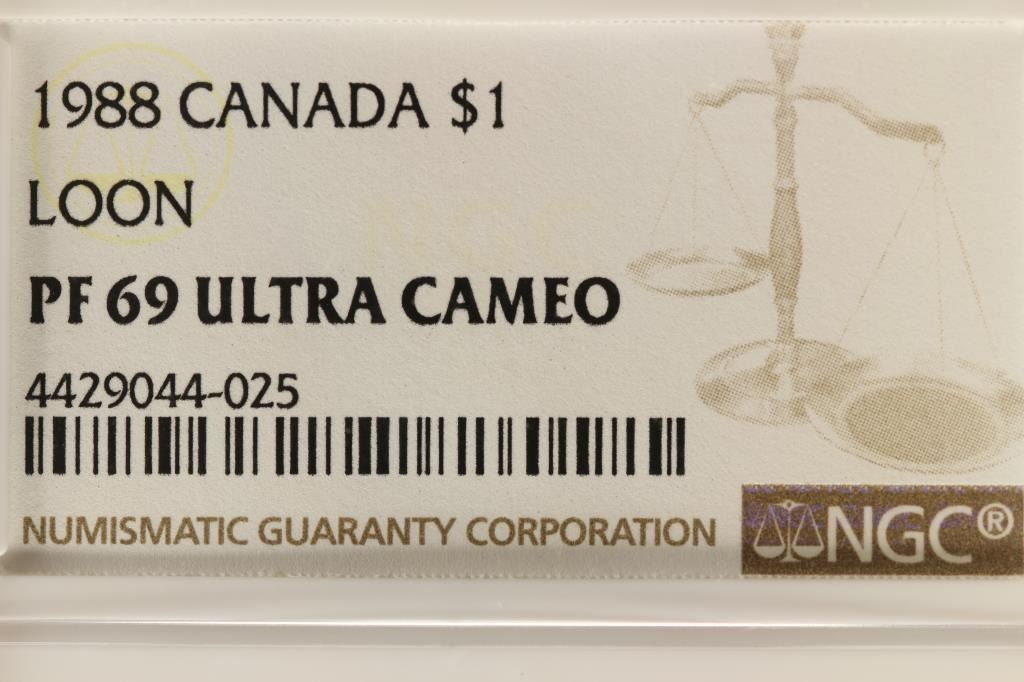 1988 CANADA $1
LOON
PF 69 ULTRA CAMEO
4429044-025
NUMISMATIC GUARANTY CORPORATION
NGC®